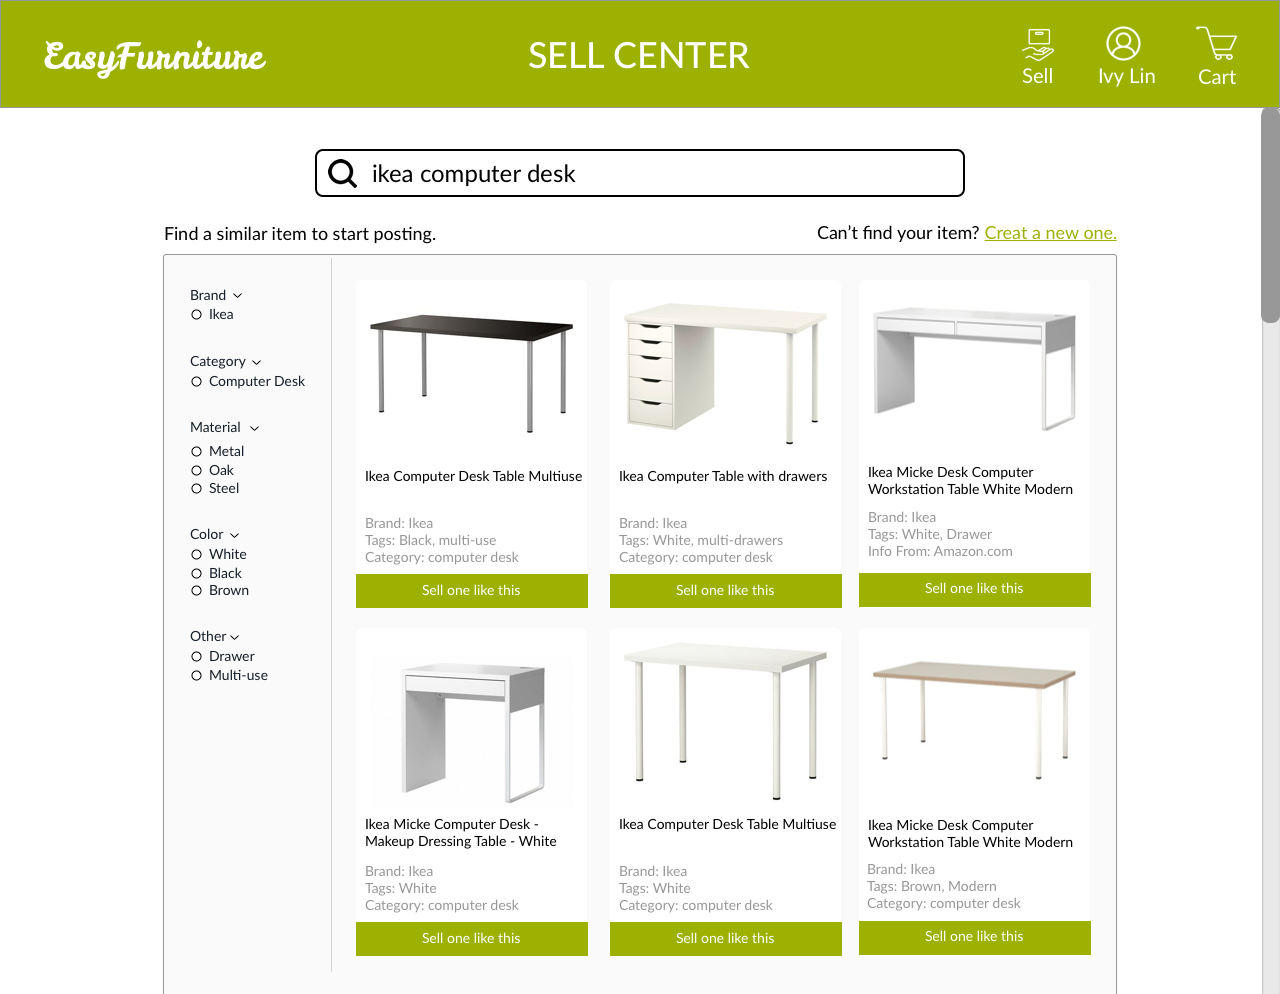 EasyFurniture
SELL CENTER
Sell
Ivy Lin
Cart
ikea computer desk
Find a similar item to start posting.
Can't find your item? Creat a new one.
Brand
Ikea
Category
Computer Desk
Material
Metal
Oak
Steel
Color
White
Black
Brown
Other
Drawer
Multi-use
Ikea Computer Desk Table Multiuse
Brand: Ikea
Tags: Black, multi-use
Category: computer desk
Sell one like this
Ikea Computer Table with drawers
Brand: Ikea
Tags: White, multi-drawers
Category: computer desk
Sell one like this
Ikea Micke Desk Computer
Workstation Table White Modern
Brand: Ikea
Tags: White, Drawer
Info From: Amazon.com
Sell one like this
Ikea Micke Computer Desk -
Makeup Dressing Table - White
Brand: Ikea
Tags: White
Category: computer desk
Sell one like this
Ikea Computer Desk Table Multiuse
Brand: Ikea
Tags: White
Category: computer desk
Sell one like this
Ikea Micke Desk Computer
Workstation Table White Modern
Brand: Ikea
Tags: Brown, Modern
Category: computer desk
Sell one like this